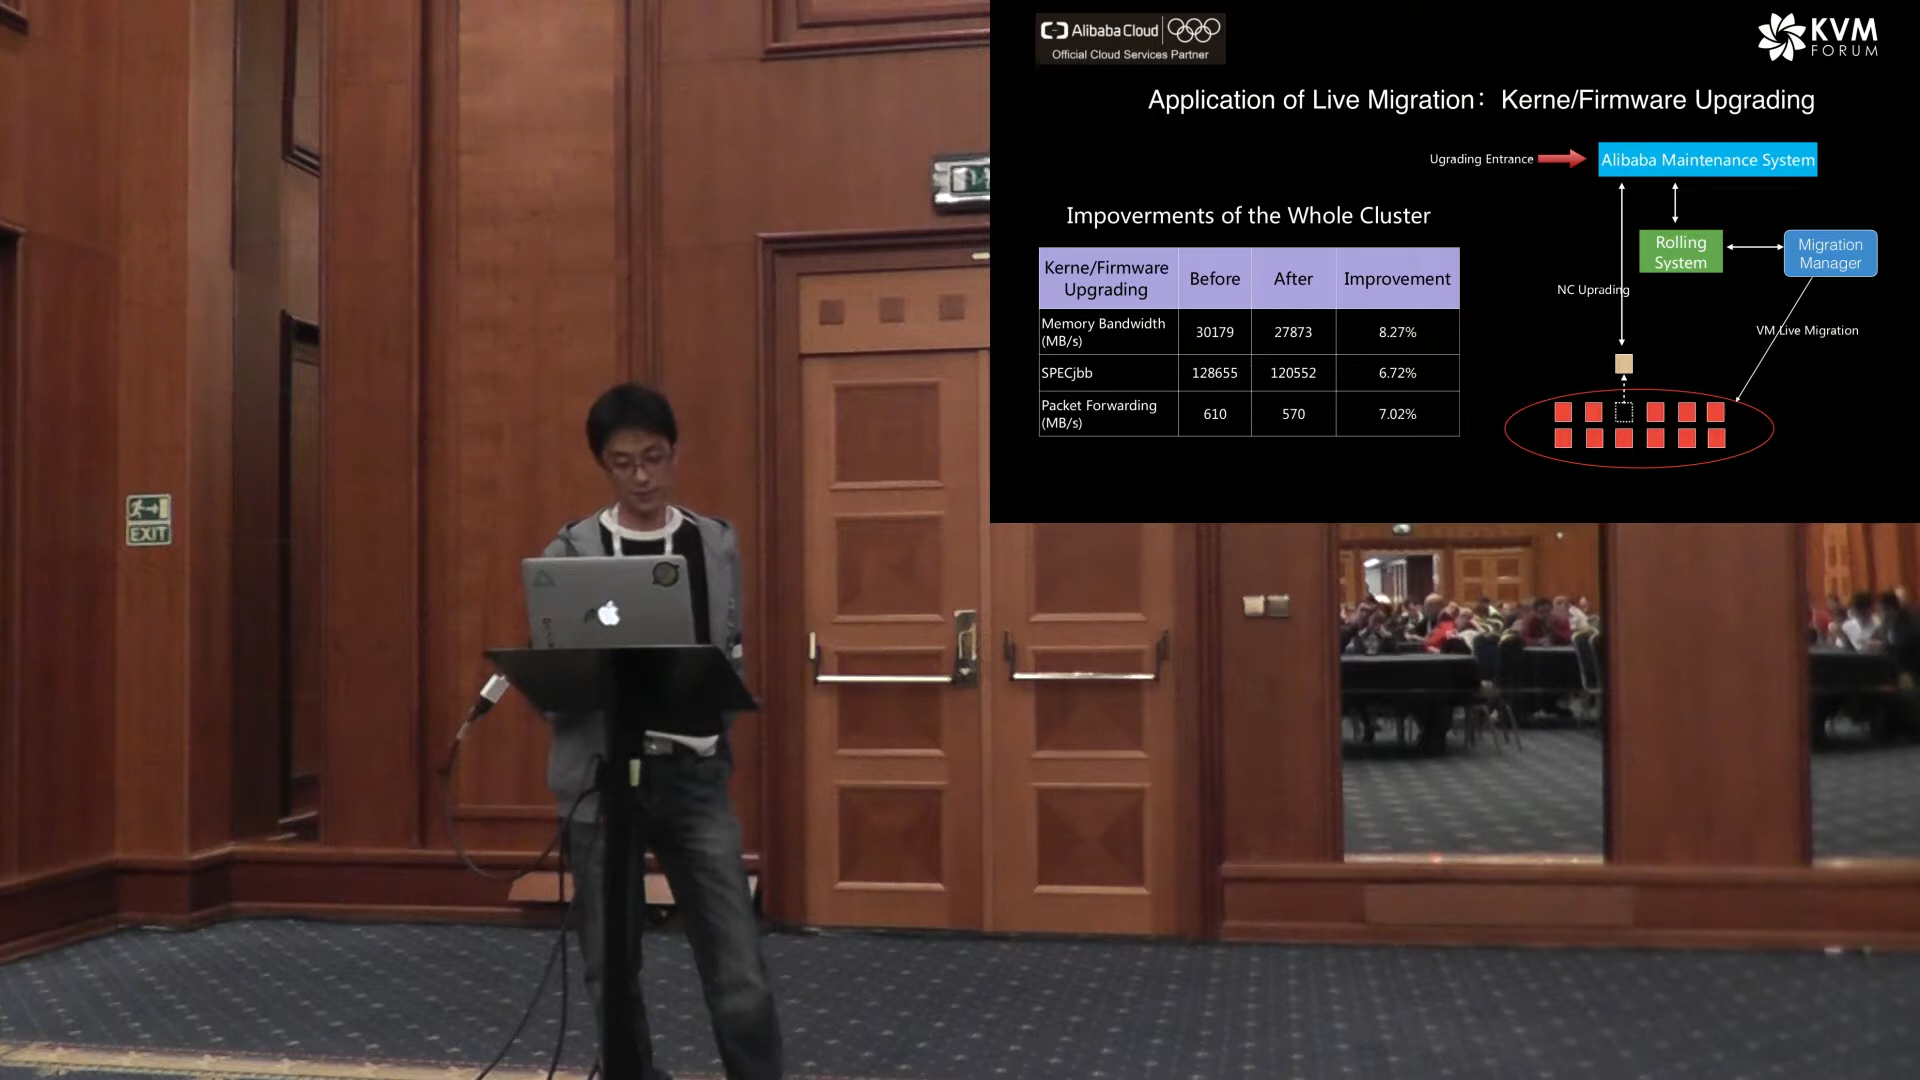 Alibaba Cloud
Official Cloud Services Partner
KVM
FORUM
Application of Live Migration：Kerne/Firmware Upgrading
Ugrading Entrance
Alibaba Maintenance System
Impoverments of the Whole Cluster
Rolling
System
Migration
Manager
Kerne/Firmware
Upgrading
Before
After
Improvement
NC Uprading
Memory Bandwidth
(MB/s)
30179
27873
8.27%
VM Live Migration
SPECjbb
128655
120552
6.72%
Packet Forwarding
(MB/s)
610
570
7.02%
EXIT